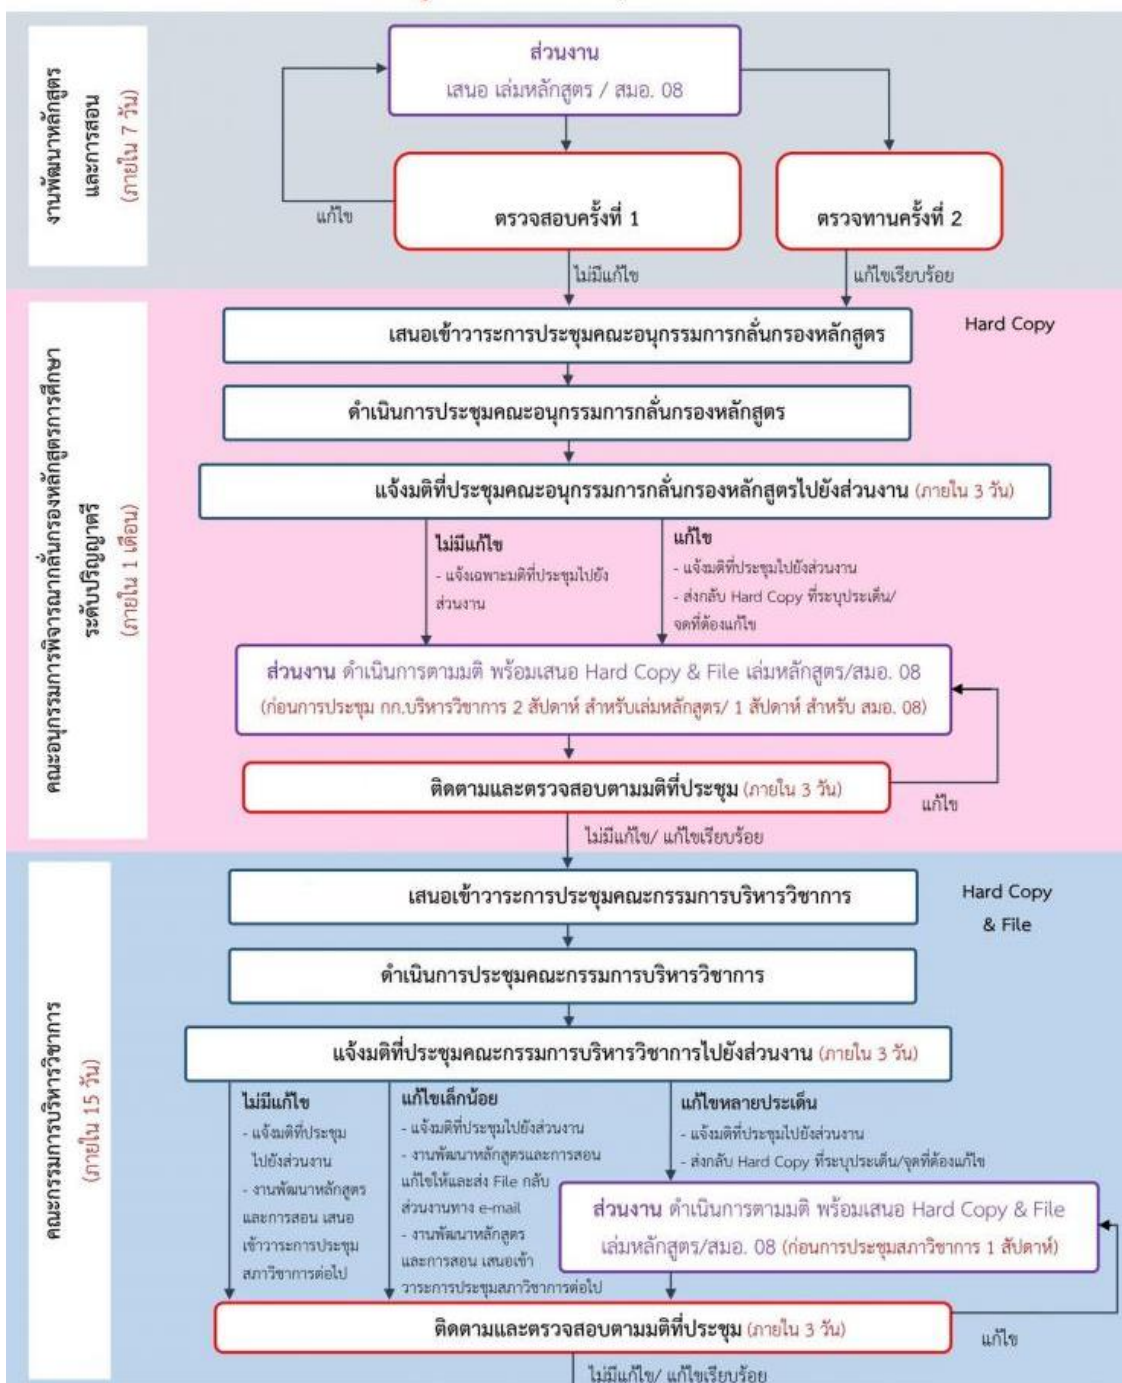 งานพัฒนาหลักสูตร
และการสอน
(ภายใน 7 วัน)
ส่วนงาน
เสนอ เล่มหลักสูตร / สมอ. 08
แก้ไข
ตรวจสอบครั้งที่ 1
ตรวจทานครั้งที่ 2
ไม่มีแก้ไข
แก้ไขเรียบร้อย
คณะอนุกรรมการพิจารณากลั่นกรองหลักสูตรการศึกษา
ระดับปริญญาตรี
(ภายใน 1 เดือน)
Hard Copy
เสนอเข้าวาระการประชุมคณะอนุกรรมการกลั่นกรองหลักสูตร
ดำเนินการประชุมคณะอนุกรรมการกลั่นกรองหลักสูตร
แจ้งมติที่ประชุมคณะอนุกรรมการกลั่นกรองหลักสูตรไปยังส่วนงาน (ภายใน 3 วัน)
ไม่มีแก้ไข
- แจ้งเฉพาะมติที่ประชุมไปยัง
ส่วนงาน
แก้ไข
- แจ้งมติที่ประชุมไปยังส่วนงาน
- ส่งกลับ Hard Copy ที่ระบุประเด็น/
จดที่ต้องแก้ไข
ส่วนงาน ดำเนินการตามมติ พร้อมเสนอ Hard Copy & File เล่มหลักสูตร/สมอ. 08
(ก่อนการประชุม กก.บริหารวิชาการ 2 สัปดาห์ สำหรับเล่มหลักสูตร/ 1 สัปดาห์ สำหรับ สมอ. 08)
ติดตามและตรวจสอบตามมติที่ประชุม (ภายใน 3 วัน)
แก้ไข
ไม่มีแก้ไข/ แก้ไขเรียบร้อย
คณะกรรมการบริหารวิชาการ
(ภายใน 15 วัน)
Hard Copy
& File
เสนอเข้าวาระการประชุมคณะกรรมการบริหารวิชาการ
ดำเนินการประชุมคณะกรรมการบริหารวิชาการ
แจ้งมติที่ประชุมคณะกรรมการบริหารวิชาการไปยังส่วนงาน (ภายใน 3 วัน)
ไม่มีแก้ไข
- แจ้งมติที่ประชุม
ไปยังส่วนงาน
- งานพัฒนาหลักสูตร
และการสอน เสนอ
เข้าวาระการประชุม
สภาวิชาการต่อไป
แก้ไขเล็กน้อย
- แจ้งมติที่ประชุมไปยังส่วนงาน
- งานพัฒนาหลักสูตรและการสอน
แก้ไขให้และส่ง File กลับ
ส่วนงานทาง e-mail
- งานพัฒนาหลักสูตร
และการสอน เสนอเข้า
วาระการประชุมสภาวิชาการต่อไป
แก้ไขหลายประเด็น
- แจ้งมติที่ประชุมไปยังส่วนงาน
- ส่งกลับ Hard Copy ที่ระบุประเด็น/จุดที่ต้องแก้ไข
ส่วนงาน ดำเนินการตามมติ พร้อมเสนอ Hard Copy & File
เล่มหลักสูตร/สมอ. 08 (ก่อนการประชุมสภาวิชาการ 1 สัปดาห์)
ติดตามและตรวจสอบตามมติที่ประชุม (ภายใน 3 วัน)
แก้ไข
ไม่มีแก้ไข/ แก้ไขเรียบร้อย